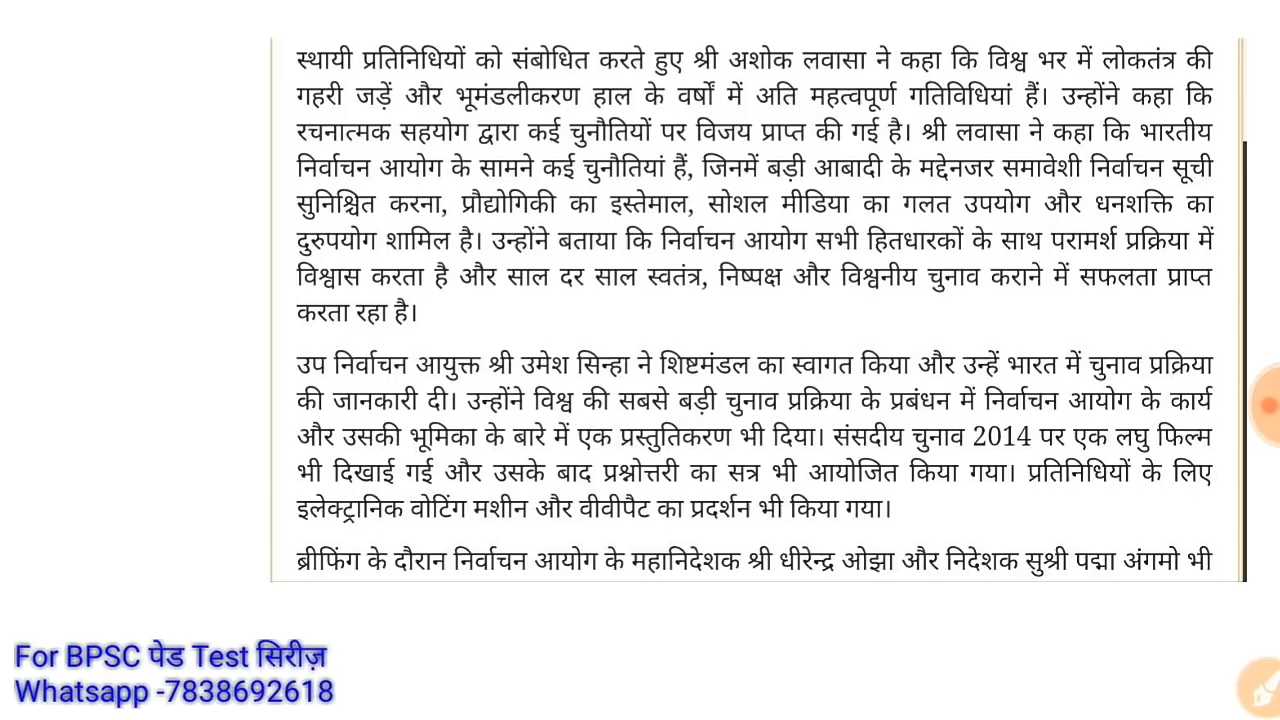 स्थायी प्रतिनिधियों को संबोधित करते हुए श्री अशोक लवासा ने कहा कि विश्व भर में लोकतंत्र की
गहरी जड़ें और भूमंडलीकरण हाल के वर्षों में अति महत्वपूर्ण गतिविधियां हैं। उन्होंने कहा कि
रचनात्मक सहयोग द्वारा कई चुनौतियों पर विजय प्राप्त की गई है। श्री लवासा ने कहा कि भारतीय
निर्वाचन आयोग के सामने कई चुनौतियां हैं, जिनमें बड़ी आबादी के मद्देनजर समावेशी निर्वाचन सूची
सुनिश्चित करना, प्रौद्योगिकी का इस्तेमाल, सोशल मीडिया का गलत उपयोग और धनशक्ति का
दुरुपयोग शामिल है। उन्होंने बताया कि निर्वाचन आयोग सभी हितधारकों के साथ परामर्श प्रक्रिया में
विश्वास करता है और साल दर साल स्वतंत्र, निष्पक्ष और विश्वनीय चुनाव कराने में सफलता प्राप्त
करता रहा है।
उप निर्वाचन आयुक्त श्री उमेश सिन्हा ने शिष्टमंडल का स्वागत किया और उन्हें भारत में चुनाव प्रक्रिया
की जानकारी दी। उन्होंने विश्व की सबसे बड़ी चुनाव प्रक्रिया के प्रबंधन में निर्वाचन आयोग के कार्य
और उसकी भूमिका के बारे में एक प्रस्तुतिकरण भी दिया। संसदीय चुनाव 2014 पर एक लघु फिल्म
भी दिखाई गई और उसके बाद प्रश्नोत्तरी का सत्र भी आयोजित किया गया। प्रतिनिधियों के लिए
इलेक्ट्रानिक वोटिंग मशीन और वीवीपैट का प्रदर्शन भी किया गया।
ब्रीफिंग के दौरान निर्वाचन आयोग के महानिदेशक श्री धीरेन्द्र ओझा और निदेशक सुश्री पद्मा अंगमो भी
For BPSC पेड Test सिरीज़
Whatsapp -7838692618